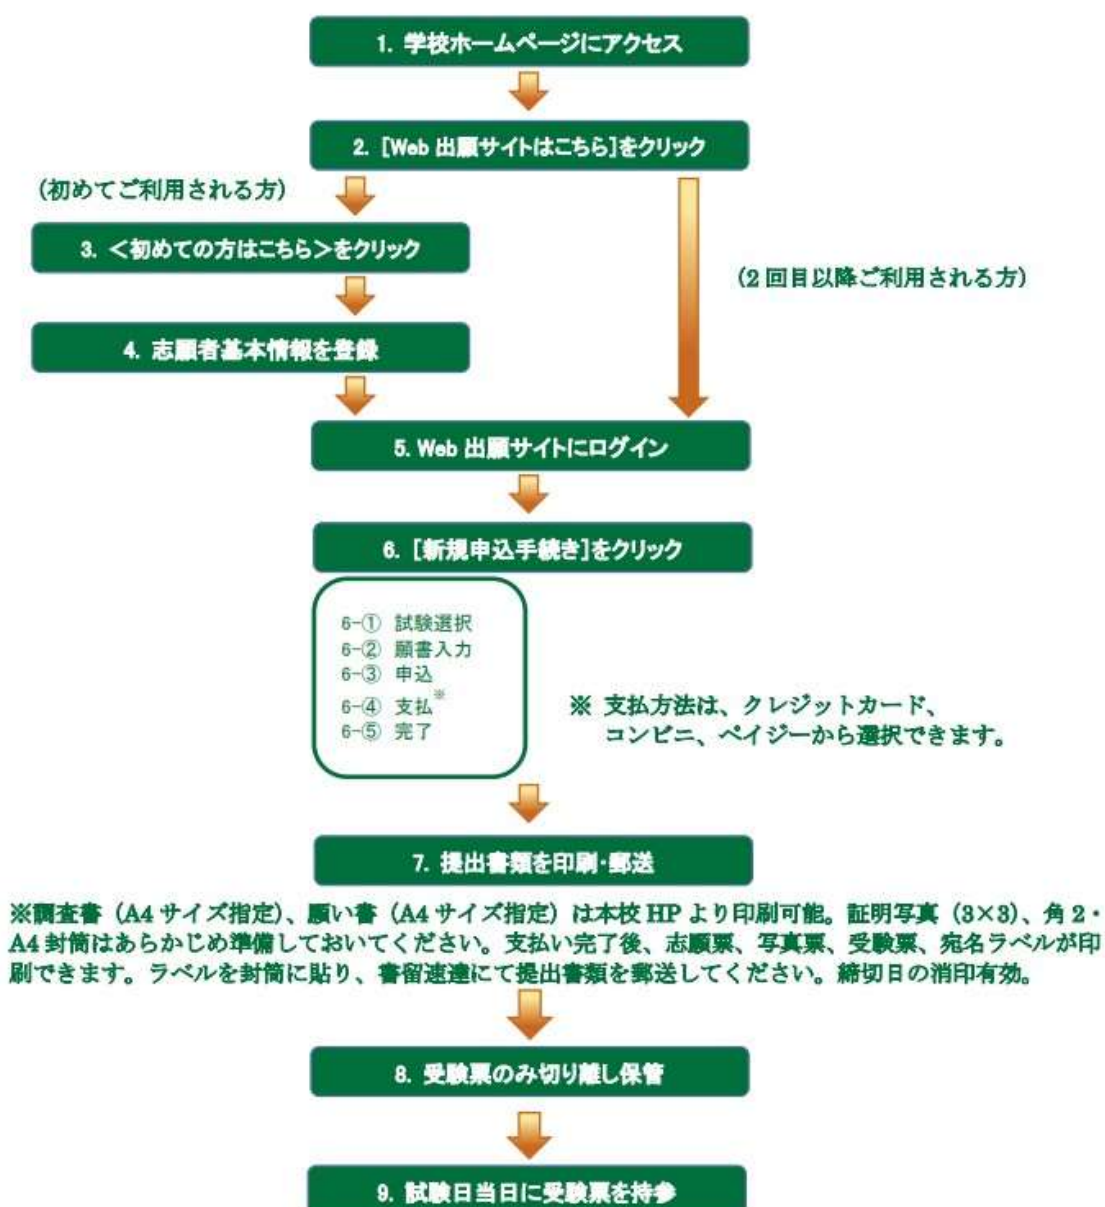 1. 学校ホームページにアクセス
2. [Web 出願サイトはこちら]をクリック
(初めてご利用される方)
3. <初めての方はこちら>をクリック
(2 回目以降ご利用される方)
4. 志願者基本情報を登録
5. Web 出願サイトにログイン
6. [新規申込手続き]をクリック
6-① 試験選択
6-② 願書入力
6-③ 申込
6-④ 支払※
6-⑤ 完了
※ 支払方法は、クレジットカード、
コンビニ、ペイジーから選択できます。
7. 提出書類を印刷・郵送
※調査書（A4 サイズ指定）、願い書（A4 サイズ指定）は本校 HP より印刷可能。証明写真（3×3）、角 2・
A4 封筒はあらかじめ準備しておいてください。支払い完了後、志願票、写真票、受験票、宛名ラベルが印
刷できます。ラベルを封筒に貼り、書留速達にて提出書類を郵送してください。締切日の消印有効。
8. 受験票のみ切り離し保管
9. 試験日当日に受験票を持参